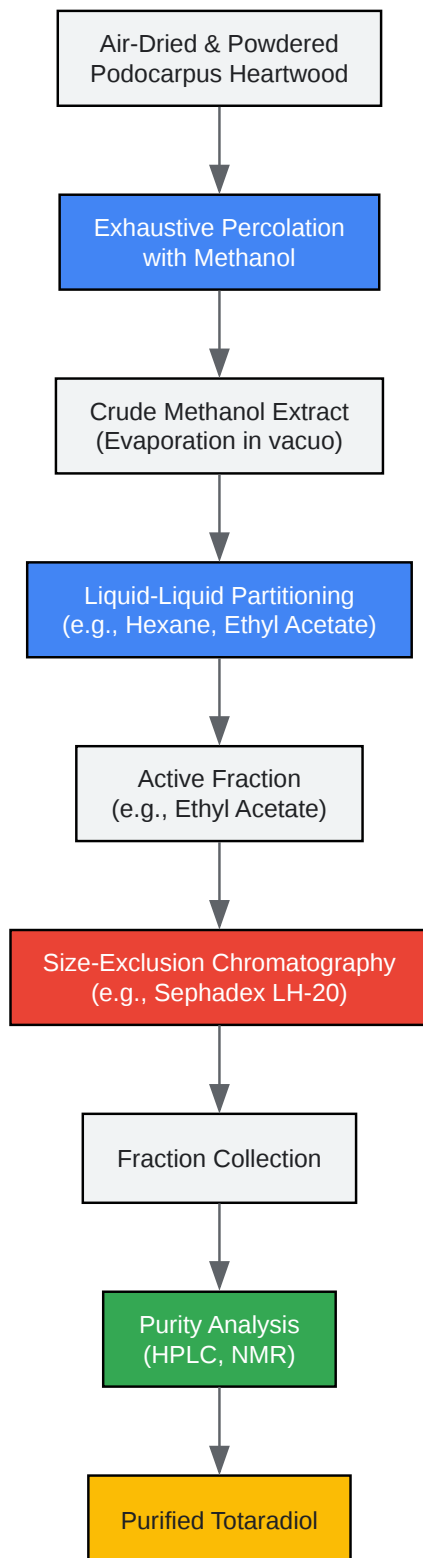 Air-Dried & Powdered
Podocarpus Heartwood
Exhaustive Percolation
with Methanol
Crude Methanol Extract
(Evaporation in vacuo)
Liquid-Liquid Partitioning
(e.g., Hexane, Ethyl Acetate)
Active Fraction
(e.g., Ethyl Acetate)
Size-Exclusion Chromatography
(e.g., Sephadex LH-20)
Fraction Collection
Purity Analysis
(HPLC, NMR)
Purified Totaradiol